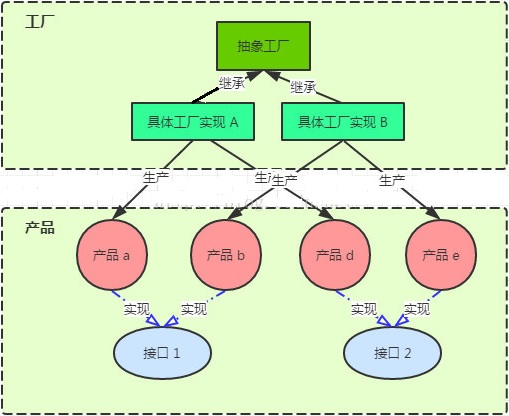 工厂
抽象工厂
继承
继承
具体工厂实现 A
具体工厂实现 B
生产
生产
生产
生产
产品
产品 a
产品 b
产品 d
产品 e
实现
实现
实现
实现
接口 1
接口 2